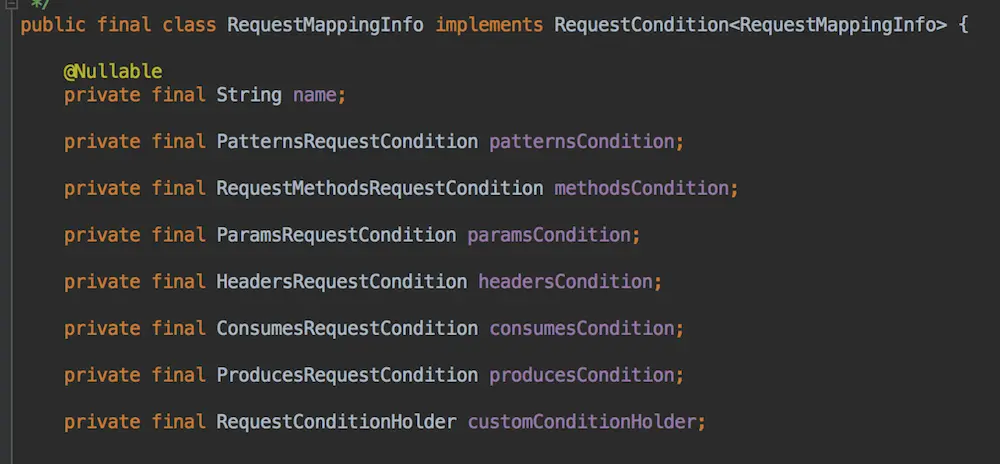 */
public final class RequestMappingInfo implements RequestCondition<RequestMappingInfo> {
@Nullable
private final String name;
private final PatternsRequestCondition patternsCondition;
private final RequestMethodsRequestCondition methodsCondition;
private final ParamsRequestCondition paramsCondition;
private final HeadersRequestCondition headersCondition;
private final ConsumesRequestCondition consumesCondition;
private final ProducesRequestCondition producesCondition;
private final RequestConditionHolder customConditionHolder;